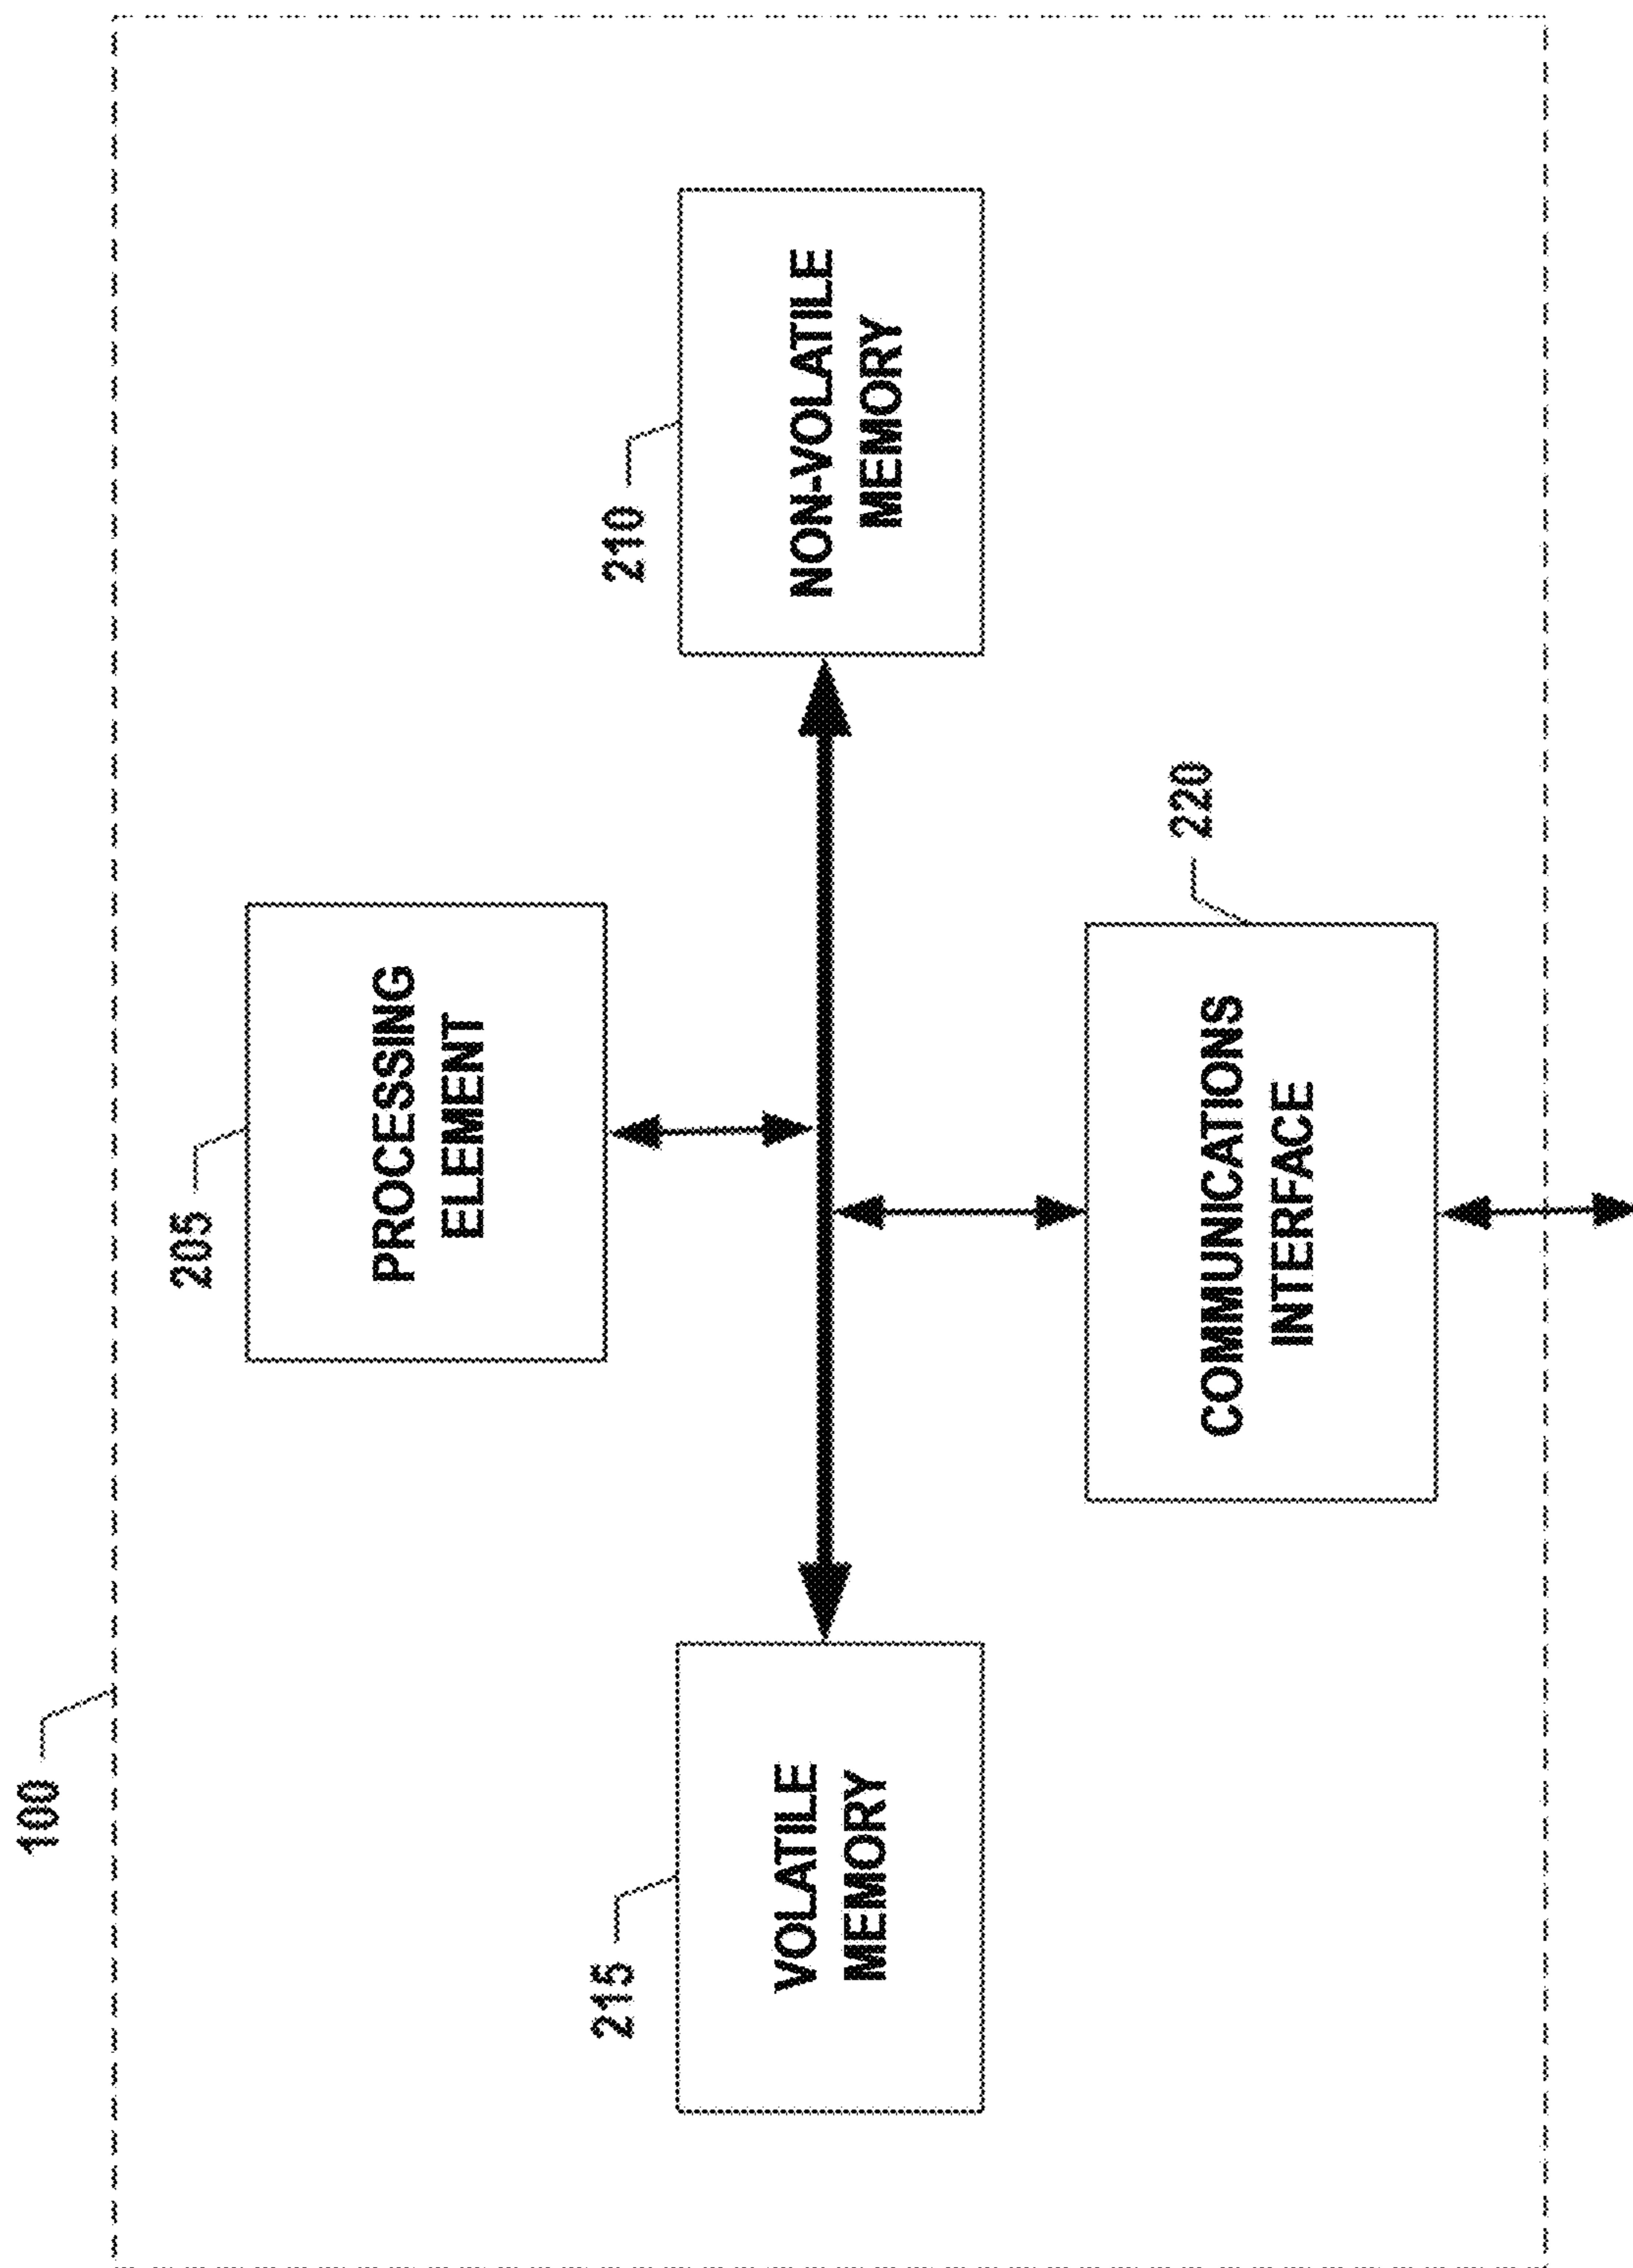 100
205
PROCESSING
ELEMENT
215
VOLATILE
MEMORY
210
NON-VOLATILE
MEMORY
220
COMMUNICATIONS
INTERFACE